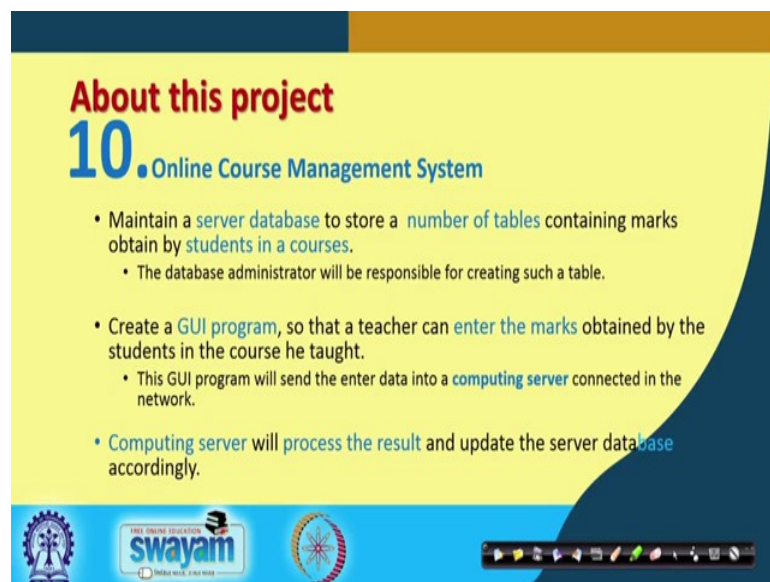 About this project
10. Online Course Management System
• Maintain a server database to store a number of tables containing marks
obtain by students in a courses.
• The database administrator will be responsible for creating such a table.
• Create a GUI program, so that a teacher can enter the marks obtained by the
students in the course he taught.
• This GUI program will send the enter data into a computing server connected in the
network.
• Computing server will process the result and update the server database
accordingly.
FREE ONLINE EDUCATION
swayam